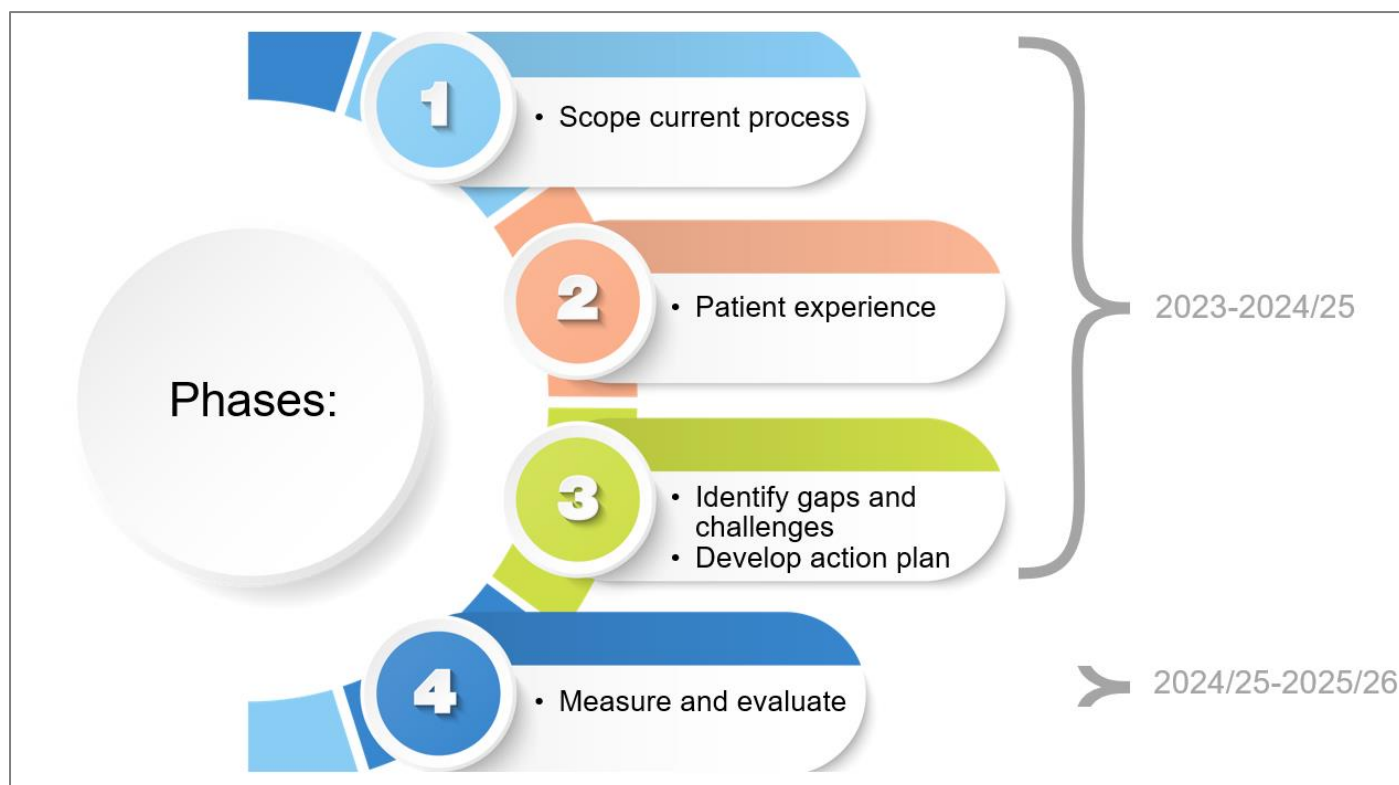 Phases:
1
• Scope current process
2
• Patient experience
3
• Identify gaps and
challenges
• Develop action plan
4
• Measure and evaluate
2023-2024/25
2024/25-2025/26